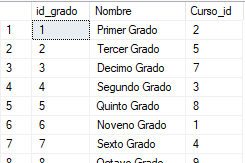 id_grado Nombre Curso_id
1 1 Primer Grado 2
2 2 Tercer Grado 5
3 3 Decimo Grado 7
4 4 Segundo Grado 3
5 5 Quinto Grado 8
6 6 Noveno Grado 1
7 7 Sexto Grado 4
8 8 Octavo Grado 9